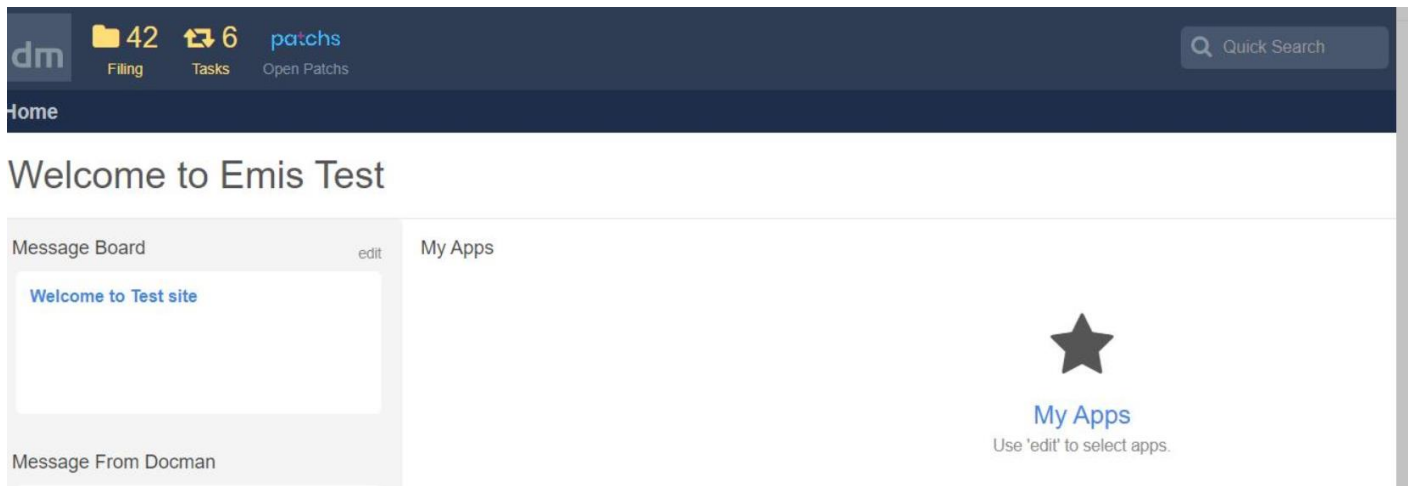 dm
42
6
patchs
Filing
Tasks
Open Patchs
Quick Search
Home
Welcome to Emis Test
Message Board
edit
My Apps
Welcome to Test site
My Apps
Use 'edit' to select apps.
Message From Docman